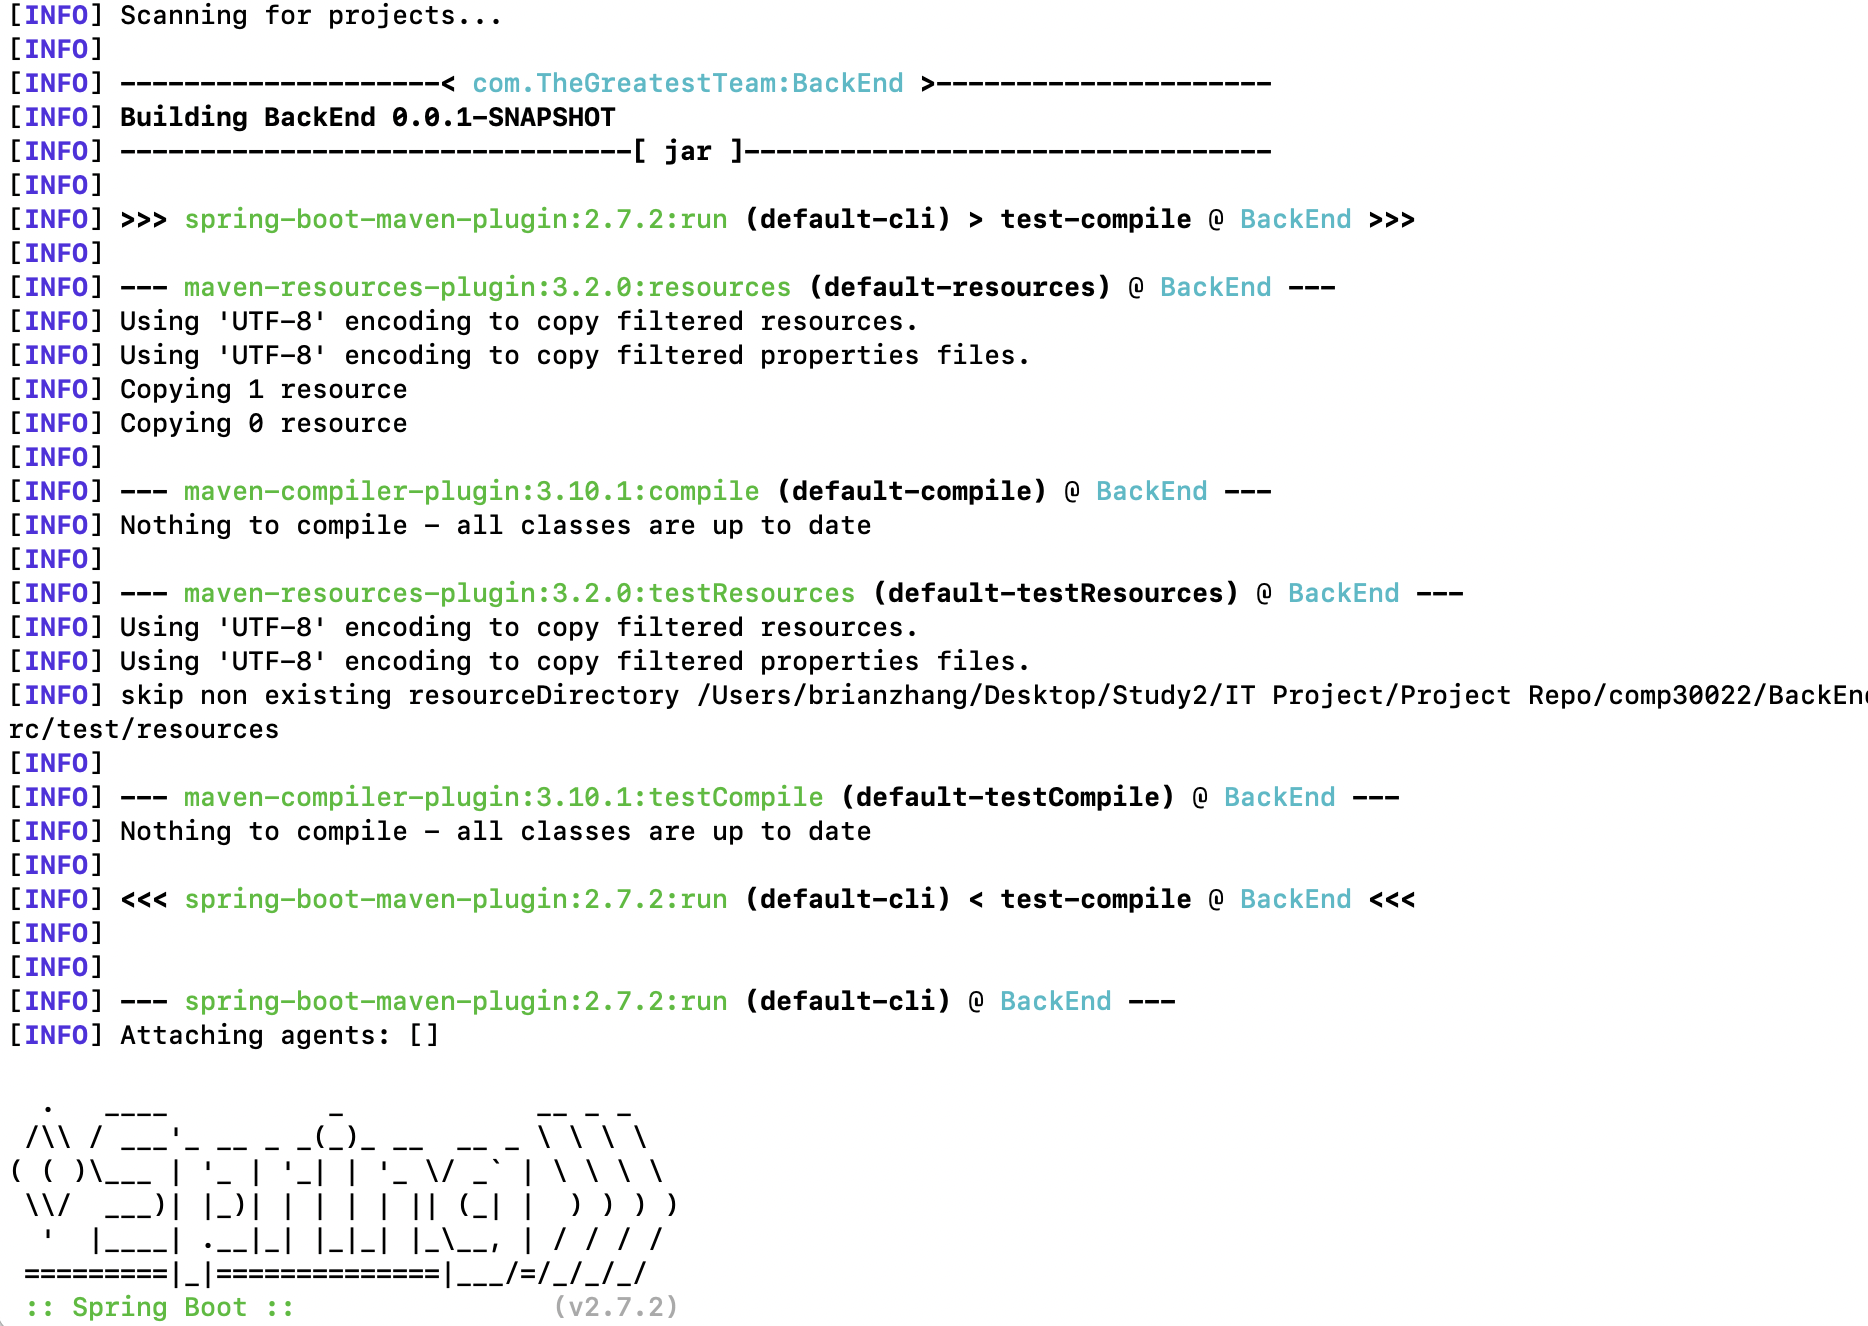 [INFO] Scanning for projects...
[INFO]
[INFO] --------------------< com.TheGreatestTeam:BackEnd >---------------------
[INFO] Building BackEnd 0.0.1-SNAPSHOT
[INFO] --------------------------------[ jar ]---------------------------------
[INFO]
[INFO] >>> spring-boot-maven-plugin:2.7.2:run (default-cli) > test-compile @ BackEnd >>>
[INFO]
[INFO] --- maven-resources-plugin:3.2.0:resources (default-resources) @ BackEnd ---
[INFO] Using 'UTF-8' encoding to copy filtered resources.
[INFO] Using 'UTF-8' encoding to copy filtered properties files.
[INFO] Copying 1 resource
[INFO] Copying 0 resource
[INFO]
[INFO] --- maven-compiler-plugin:3.10.1:compile (default-compile) @ BackEnd ---
[INFO] Nothing to compile - all classes are up to date
[INFO]
[INFO] --- maven-resources-plugin:3.2.0:testResources (default-testResources) @ BackEnd ---
[INFO] Using 'UTF-8' encoding to copy filtered resources.
[INFO] Using 'UTF-8' encoding to copy filtered properties files.
[INFO] skip non existing resourceDirectory /Users/brianzhang/Desktop/Study2/IT Project/Project Repo/comp30022/BackEnd
rc/test/resources
[INFO]
[INFO] --- maven-compiler-plugin:3.10.1:testCompile (default-testCompile) @ BackEnd ---
[INFO] Nothing to compile - all classes are up to date
[INFO]
[INFO] <<< spring-boot-maven-plugin:2.7.2:run (default-cli) < test-compile @ BackEnd <<<
[INFO]
[INFO]
[INFO] --- spring-boot-maven-plugin:2.7.2:run (default-cli) @ BackEnd ---
[INFO] Attaching agents: []
  .   ____          _            __ _ _
 /\\ / ___'_ __ _ _(_)_ __  __ _ \ \ \ \
( ( )\___ | '_ | '_| | '_ \/ _` | \ \ \ \
 \\/  ___)| |_)| | | | | || (_| |  ) ) ) )
  '  |____| .__|_| |_|_| |_\__, | / / / /
 =========|_|==============|___/=/_/_/_/
 :: Spring Boot ::                (v2.7.2)